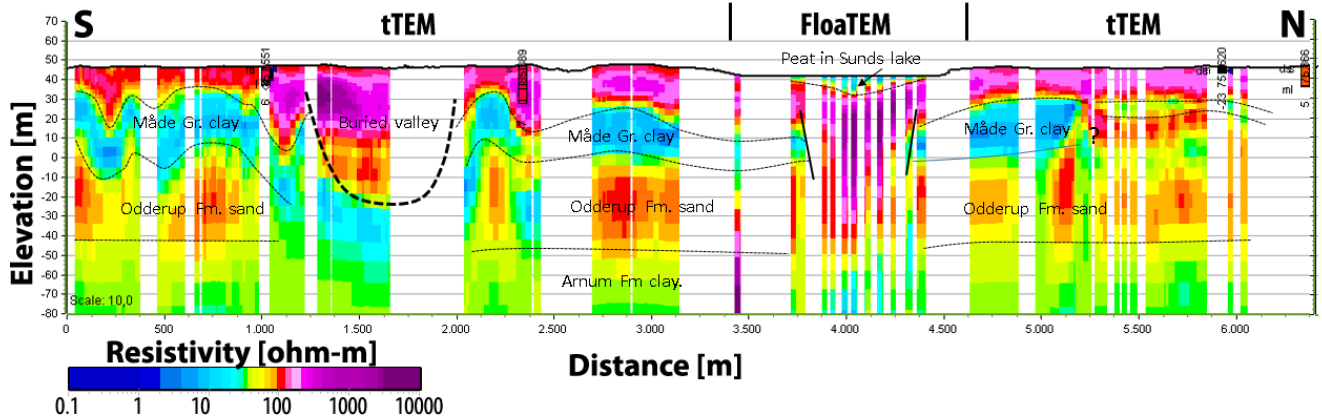 S tTEM FloaTEM tTEM N
70
60
50
40
30
20
10
0
-10
-20
-30
-40
-50
-60
-70
-80
Elevation [m]
Peat in Sunds lake
Måde Gr. clay
Buried valley
Måde Gr. clay
Måde Gr. clay
?
Odderup Fm. sand
Odderup Fm. sand
Odderup Fm. sand
Arnum Fm clay.
Scale: 10,0
0 500 1.000 1.500 2.000 2.500 3.000 3.500 4.000 4.500 5.000 5.500 6.000
Distance [m]
Resistivity [ohm-m]
0.1 1 10 100 1000 10000